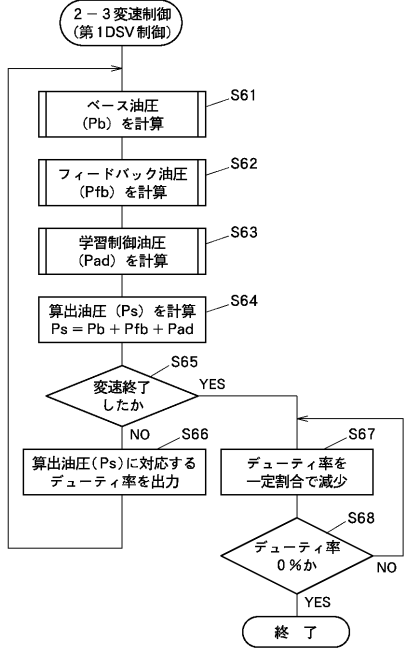 2－3変速制御
(第1DSV制御)
S61
ベース油圧
(Pb) を計算
S62
フィードバック油圧
(Pfb) を計算
S63
学習制御油圧
(Pad) を計算
S64
算出油圧 (Ps) を計算
Ps = Pb + Pfb + Pad
S65
変速終了
したか
YES
NO
S66
算出油圧(Ps)に対応する
デューティ率を出力
S67
デューティ率を
一定割合で減少
S68
デューティ率
0％か
NO
YES
終 了